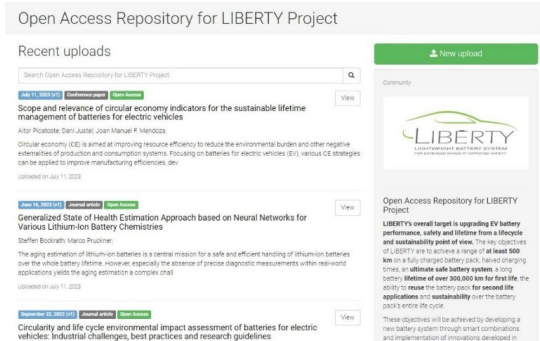 Open Access Repository for LIBERTY Project
Recent uploads
Search Open Access Repository for LIBERTY Project
July 11, 2023 (v1) Conference paper Open Access
View
Scope and relevance of circular economy indicators for the sustainable lifetime
management of batteries for electric vehicles
Aitor Picatoste; Dani Justel; Joan Manuel F. Mendoza;
Circular economy (CE) is aimed at improving resource efficiency to reduce the environmental burden and other negative
externalities of production and consumption systems. Focusing on batteries for electric vehicles (EV), various CE strategies
can be applied to improve manufacturing efficiencies, dev
Uploaded on July 11, 2023
June 16, 2023 (v1) Journal article Open Access
View
Generalized State of Health Estimation Approach based on Neural Networks for
Various Lithium-Ion Battery Chemistries
Steffen Bockrath; Marco Pruckner;
The aging estimation of lithium-ion batteries is a central mission for a safe and efficient handling of lithium-ion batteries
over the whole battery lifetime. However, especially the absence of precise diagnostic measurements within real-world
applications yields the aging estimation a complex chall
Uploaded on July 11, 2023
September 23, 2022 (v1) Journal article Open Access
View
Circularity and life cycle environmental impact assessment of batteries for electric
vehicles: Industrial challenges, best practices and research guidelines
New upload
Community
LIBERTY
LIGHTWEIGHT BATTERY SYSTEM
FOR EXTENDED RANGE AT IMPROVED SAFETY
Open Access Repository for LIBERTY
Project
LIBERTY's overall target is upgrading EV battery
performance, safety and lifetime from a lifecycle
and sustainability point of view. The key objectives
of LIBERTY are to achieve a range of at least 500
km on a fully charged battery pack, halved charging
times, an ultimate safe battery system, a long
battery lifetime of over 300,000 km for first life, the
ability to reuse the battery pack for second life
applications and sustainability over the battery
pack's entire life cycle.
These objectives will be achieved by developing a
new battery system through smart combinations
and implementation of innovations developed in